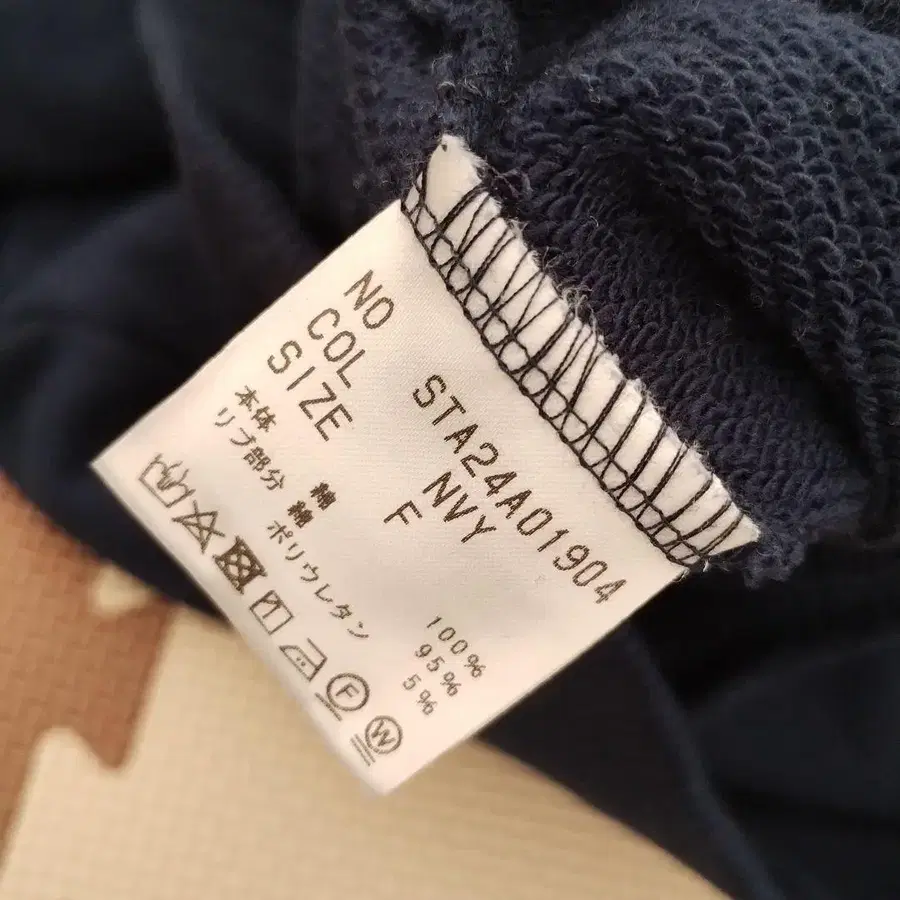 NO STA24A01904
COL NVY
SIZE F
本体 綿 100%
リブ部分 綿 95%
ポリウレタン 5%
F
W